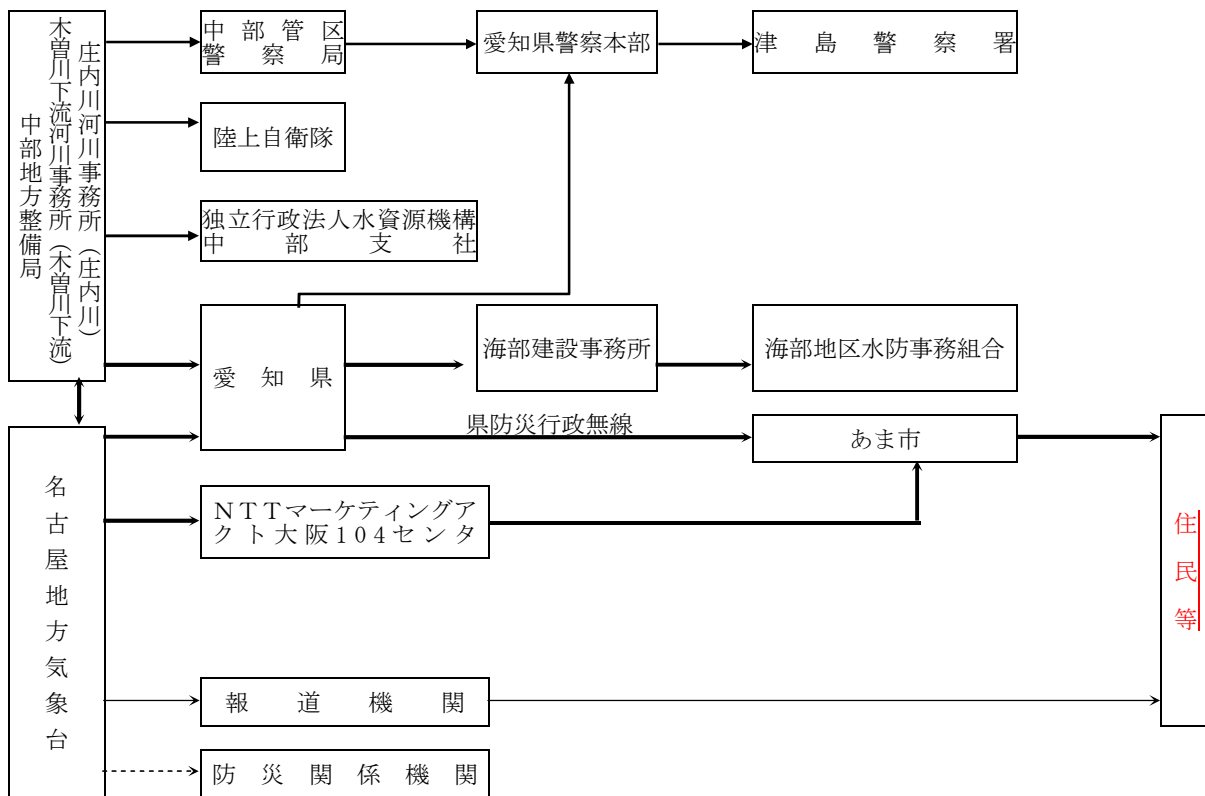 庄内川河川事務所（庄内川）
木曽川下流河川事務所（木曽川下流）
中部地方整備局
中部管区
警察局
愛知県警察本部
津島警察署
陸上自衛隊
独立行政法人水資源機構
中部支社
愛知県
海部建設事務所
海部地区水防事務組合
県防災行政無線
あま市
名古屋地方気象台
ＮＴＴマーケティングア
クト大阪104センタ
住民等
報道機関
防災関係機関